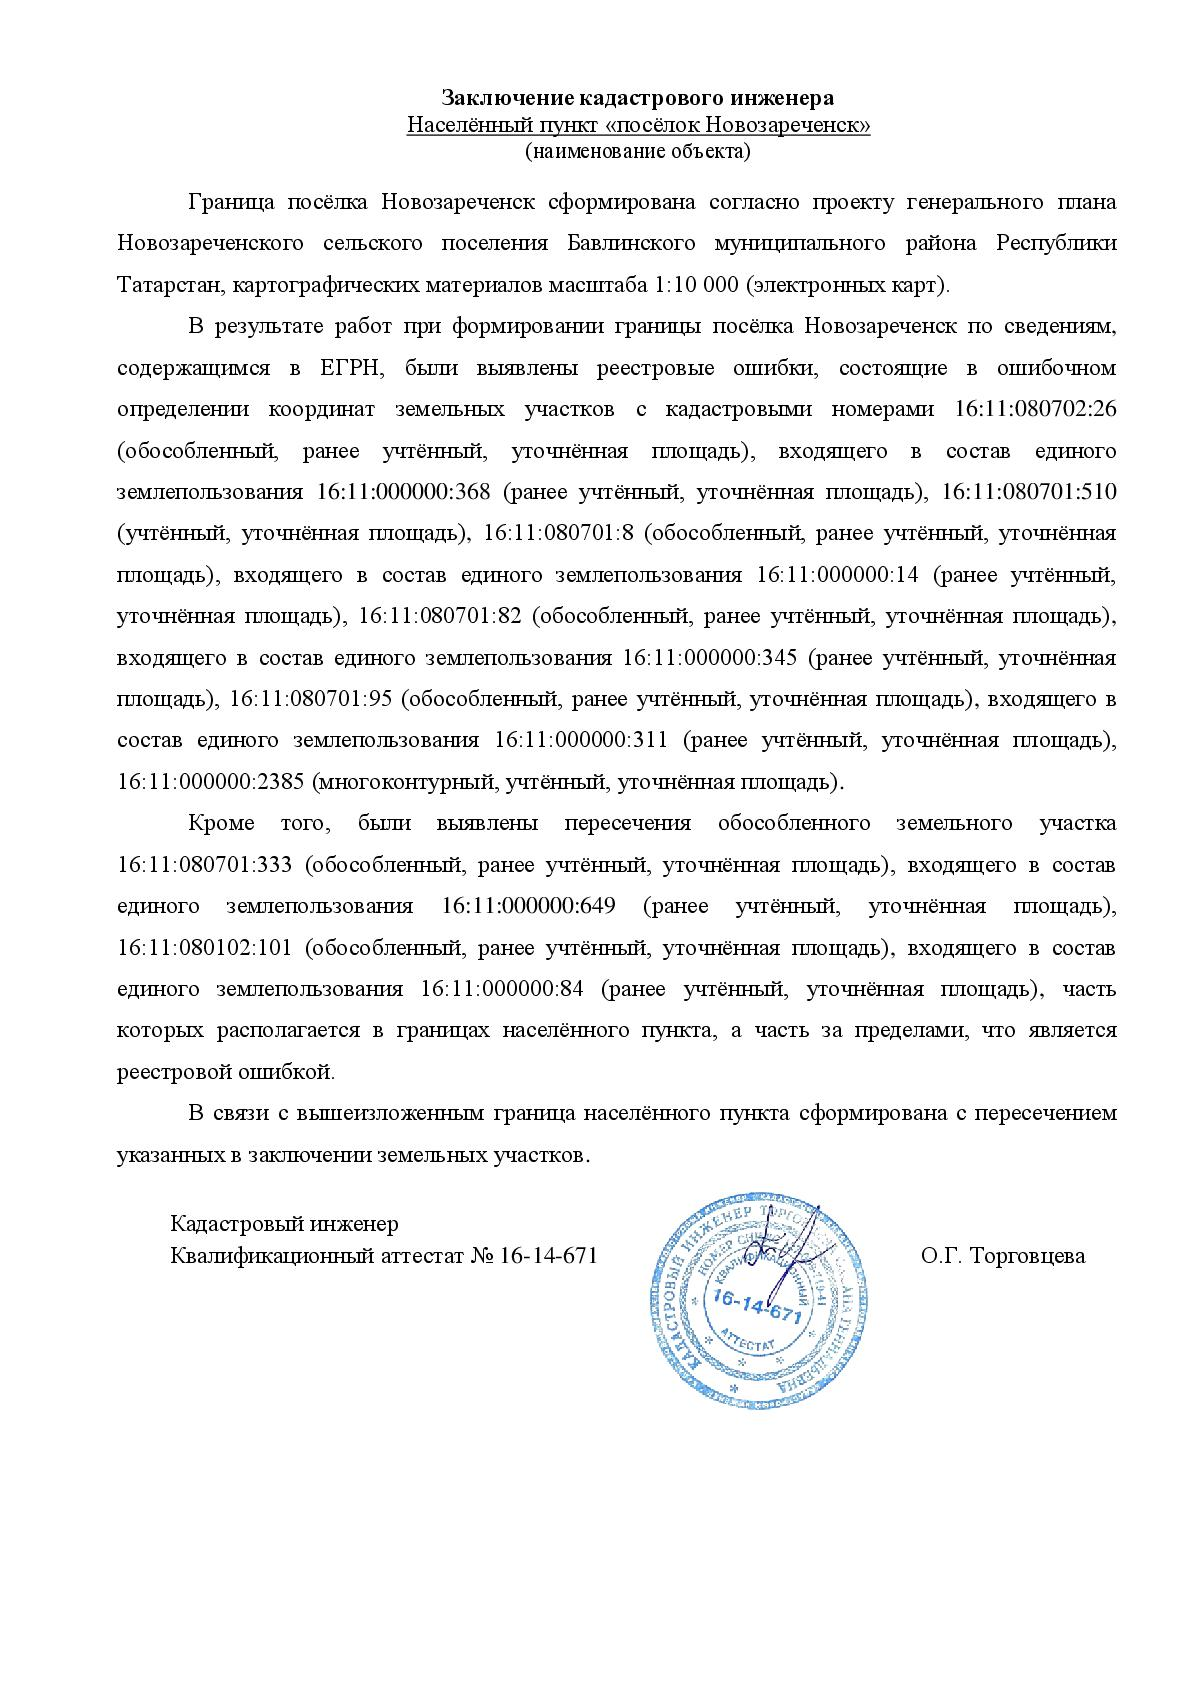 Заключение кадастрового инженера
Населённый пункт «посёлок Новозареченск»
(наименование объекта)
Граница посёлка Новозареченск сформирована согласно проекту генерального плана
Новозареченского сельского поселения Бавлинского муниципального района Республики
Татарстан, картографических материалов масштаба 1:10 000 (электронных карт).
В результате работ при формировании границы посёлка Новозареченск по сведениям,
содержащимся в ЕГРН, были выявлены реестровые ошибки, состоящие в ошибочном
определении координат земельных участков с кадастровыми номерами 16:11:080702:26
(обособленный, ранее учтённый, уточнённая площадь), входящего в состав единого
землепользования 16:11:000000:368 (ранее учтённый, уточнённая площадь), 16:11:080701:510
(учтённый, уточнённая площадь), 16:11:080701:8 (обособленный, ранее учтённый, уточнённая
площадь), входящего в состав единого землепользования 16:11:000000:14 (ранее учтённый,
уточнённая площадь), 16:11:080701:82 (обособленный, ранее учтённый, уточнённая площадь),
входящего в состав единого землепользования 16:11:000000:345 (ранее учтённый, уточнённая
площадь), 16:11:080701:95 (обособленный, ранее учтённый, уточнённая площадь), входящего в
состав единого землепользования 16:11:000000:311 (ранее учтённый, уточнённая площадь),
16:11:000000:2385 (многоконтурный, учтённый, уточнённая площадь).
Кроме того, были выявлены пересечения обособленного земельного участка
16:11:080701:333 (обособленный, ранее учтённый, уточнённая площадь), входящего в состав
единого землепользования 16:11:000000:649 (ранее учтённый, уточнённая площадь),
16:11:080102:101 (обособленный, ранее учтённый, уточнённая площадь), входящего в состав
единого землепользования 16:11:000000:84 (ранее учтённый, уточнённая площадь), часть
которых располагается в границах населённого пункта, а часть за пределами, что является
реестровой ошибкой.
В связи с вышеизложенным граница населённого пункта сформирована с пересечением
указанных в заключении земельных участков.
Кадастровый инженер
Квалификационный аттестат № 16-14-671
О.Г. Торговцева
КАДАСТРОВЫЙ ИНЖЕНЕР
ГЕННАДЬЕВНА
НОМЕР
КВАЛИФИКАЦИОННЫЙ
16-14-671
АТТЕСТАТ